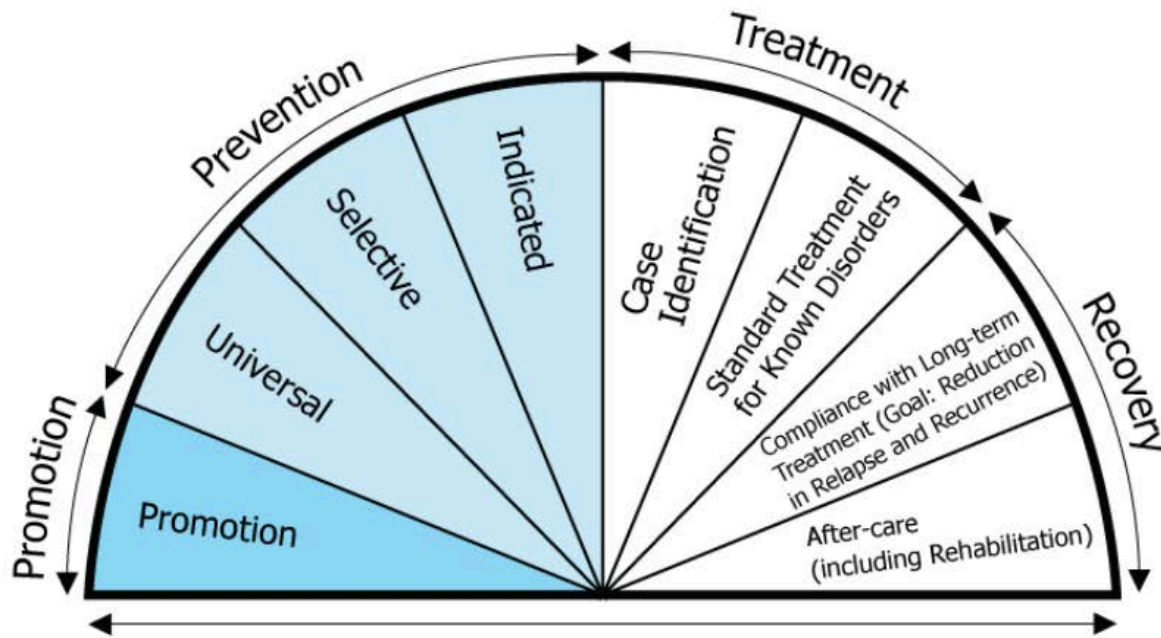 Promotion
Prevention
Treatment
Recovery
Promotion
Universal
Selective
Indicated
Case
Identification
Standard Treatment
for Known Disorders
Compliance with Long-term
Treatment (Goal: Reduction
in Relapse and Recurrence)
After-care
(including Rehabilitation)